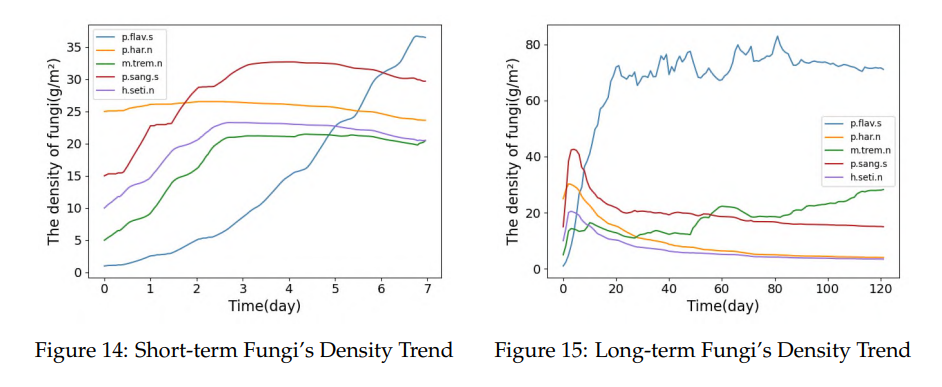 The density of fungi(g/m²)
35
30
25
20
15
10
5
0
p.flav.s
p.har.n
m.trem.n
p.sang.s
h.seti.n
0 1 2 3 4 5 6 7
Time(day)
Figure 14: Short-term Fungi's Density Trend
The density of fungi(g/m²)
80
60
40
20
0
p.flav.s
p.har.n
m.trem.n
p.sang.s
h.seti.n
0 20 40 60 80 100 120
Time(day)
Figure 15: Long-term Fungi's Density Trend